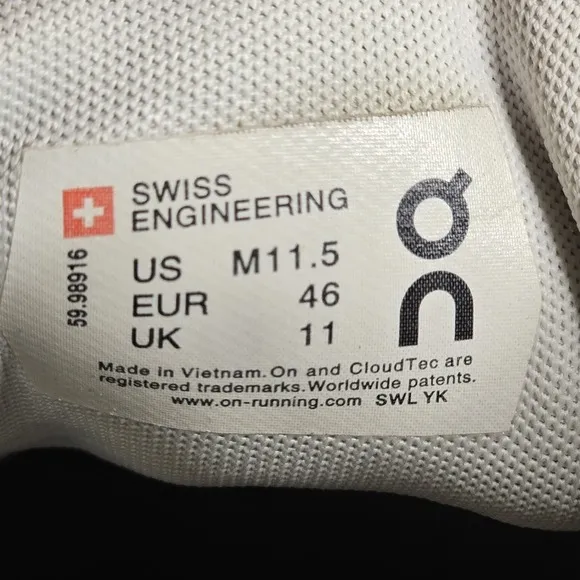 SWISS
ENGINEERING
59.98916
US M11.5
EUR 46
UK 11
On
Made in Vietnam. On and CloudTec are
registered trademarks. Worldwide patents.
www.on-running.com SWL YK